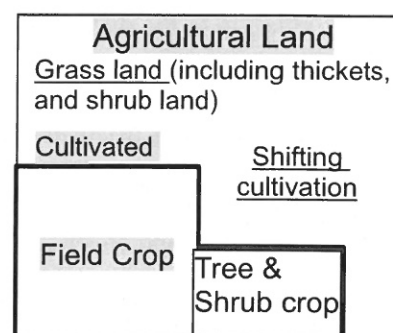 Agricultural Land
Grass land (including thickets,
and shrub land)
Cultivated
Shifting
cultivation
Field Crop
Tree &
Shrub crop